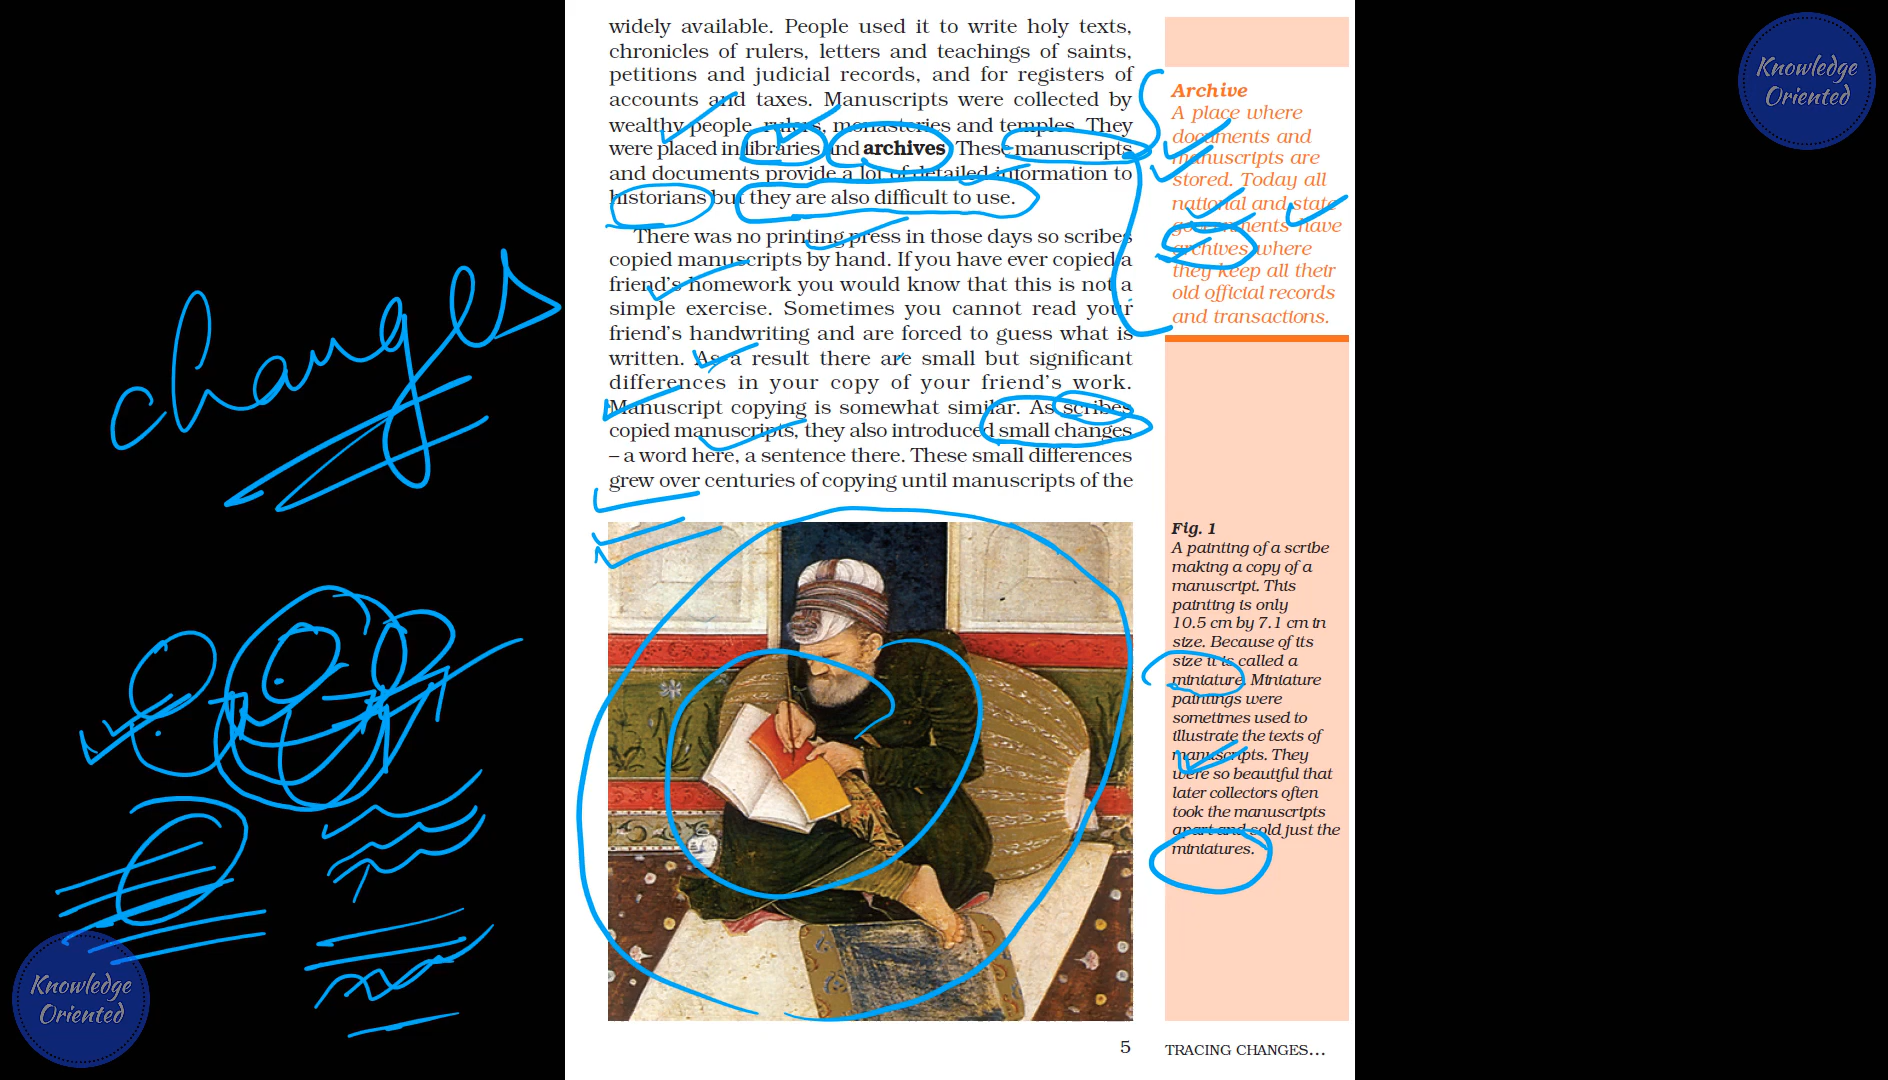 widely available. People used it to write holy texts,
chronicles of rulers, letters and teachings of saints,
petitions and judicial records, and for registers of
accounts and taxes. Manuscripts were collected by
wealthy people, rulers, monasteries and temples. They
were placed in libraries and archives. These manuscripts
and documents provide a lot of detailed information to
historians but they are also difficult to use.
There was no printing press in those days so scribes
copied manuscripts by hand. If you have ever copied a
friend's homework you would know that this is not a
simple exercise. Sometimes you cannot read your
friend's handwriting and are forced to guess what is
written. As a result there are small but significant
differences in your copy of your friend's work.
Manuscript copying is somewhat similar. As scribes
copied manuscripts, they also introduced small changes
– a word here, a sentence there. These small differences
grew over centuries of copying until manuscripts of the
Archive
A place where
documents and
manuscripts are
stored. Today all
national and state
governments have
archives where
they keep all their
old official records
and transactions.
Fig. 1
A painting of a scribe
making a copy of a
manuscript. This
painting is only
10.5 cm by 7.1 cm in
size. Because of its
size it is called a
miniature. Miniature
paintings were
sometimes used to
illustrate the texts of
manuscripts. They
were so beautiful that
later collectors often
took the manuscripts
apart and sold just the
miniatures.
5
TRACING CHANGES...
changes
Knowledge
Oriented
Knowledge
Oriented